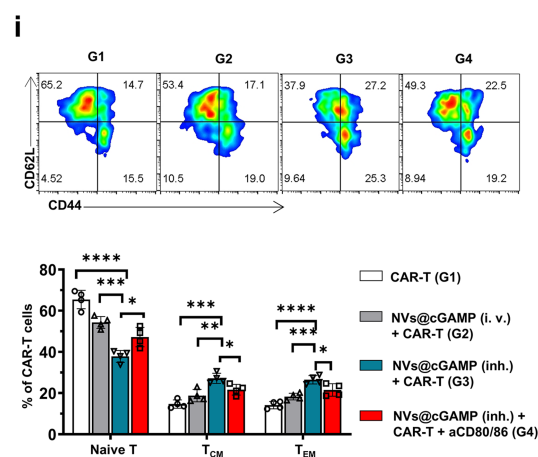 i
G1 G2 G3 G4
65.2 14.7 53.4 17.1 37.9 27.2 49.3 22.5
4.52 15.5 10.5 19.0 9.64 25.3 8.94 19.2
CD62L
CD44
% of CAR-T cells
80
60
40
20
0
**** *** *
*** ** *
**** *** *
Naive T TCM TEM
CAR-T (G1)
NVs@cGAMP (i. v.)
+ CAR-T (G2)
NVs@cGAMP (inh.)
+ CAR-T (G3)
NVs@cGAMP (inh.) +
CAR-T + aCD80/86 (G4)